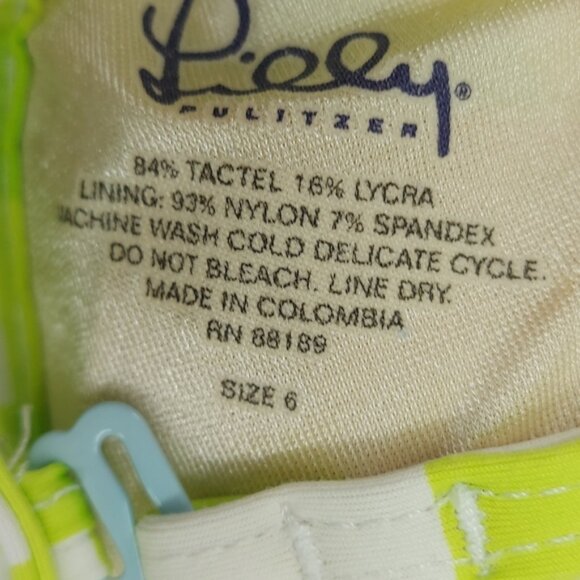 Lilly®
PULITZER
84% TACTEL 16% LYCRA
LINING: 93% NYLON 7% SPANDEX
MACHINE WASH COLD DELICATE CYCLE.
DO NOT BLEACH. LINE DRY.
MADE IN COLOMBIA
RN 88189
SIZE 6